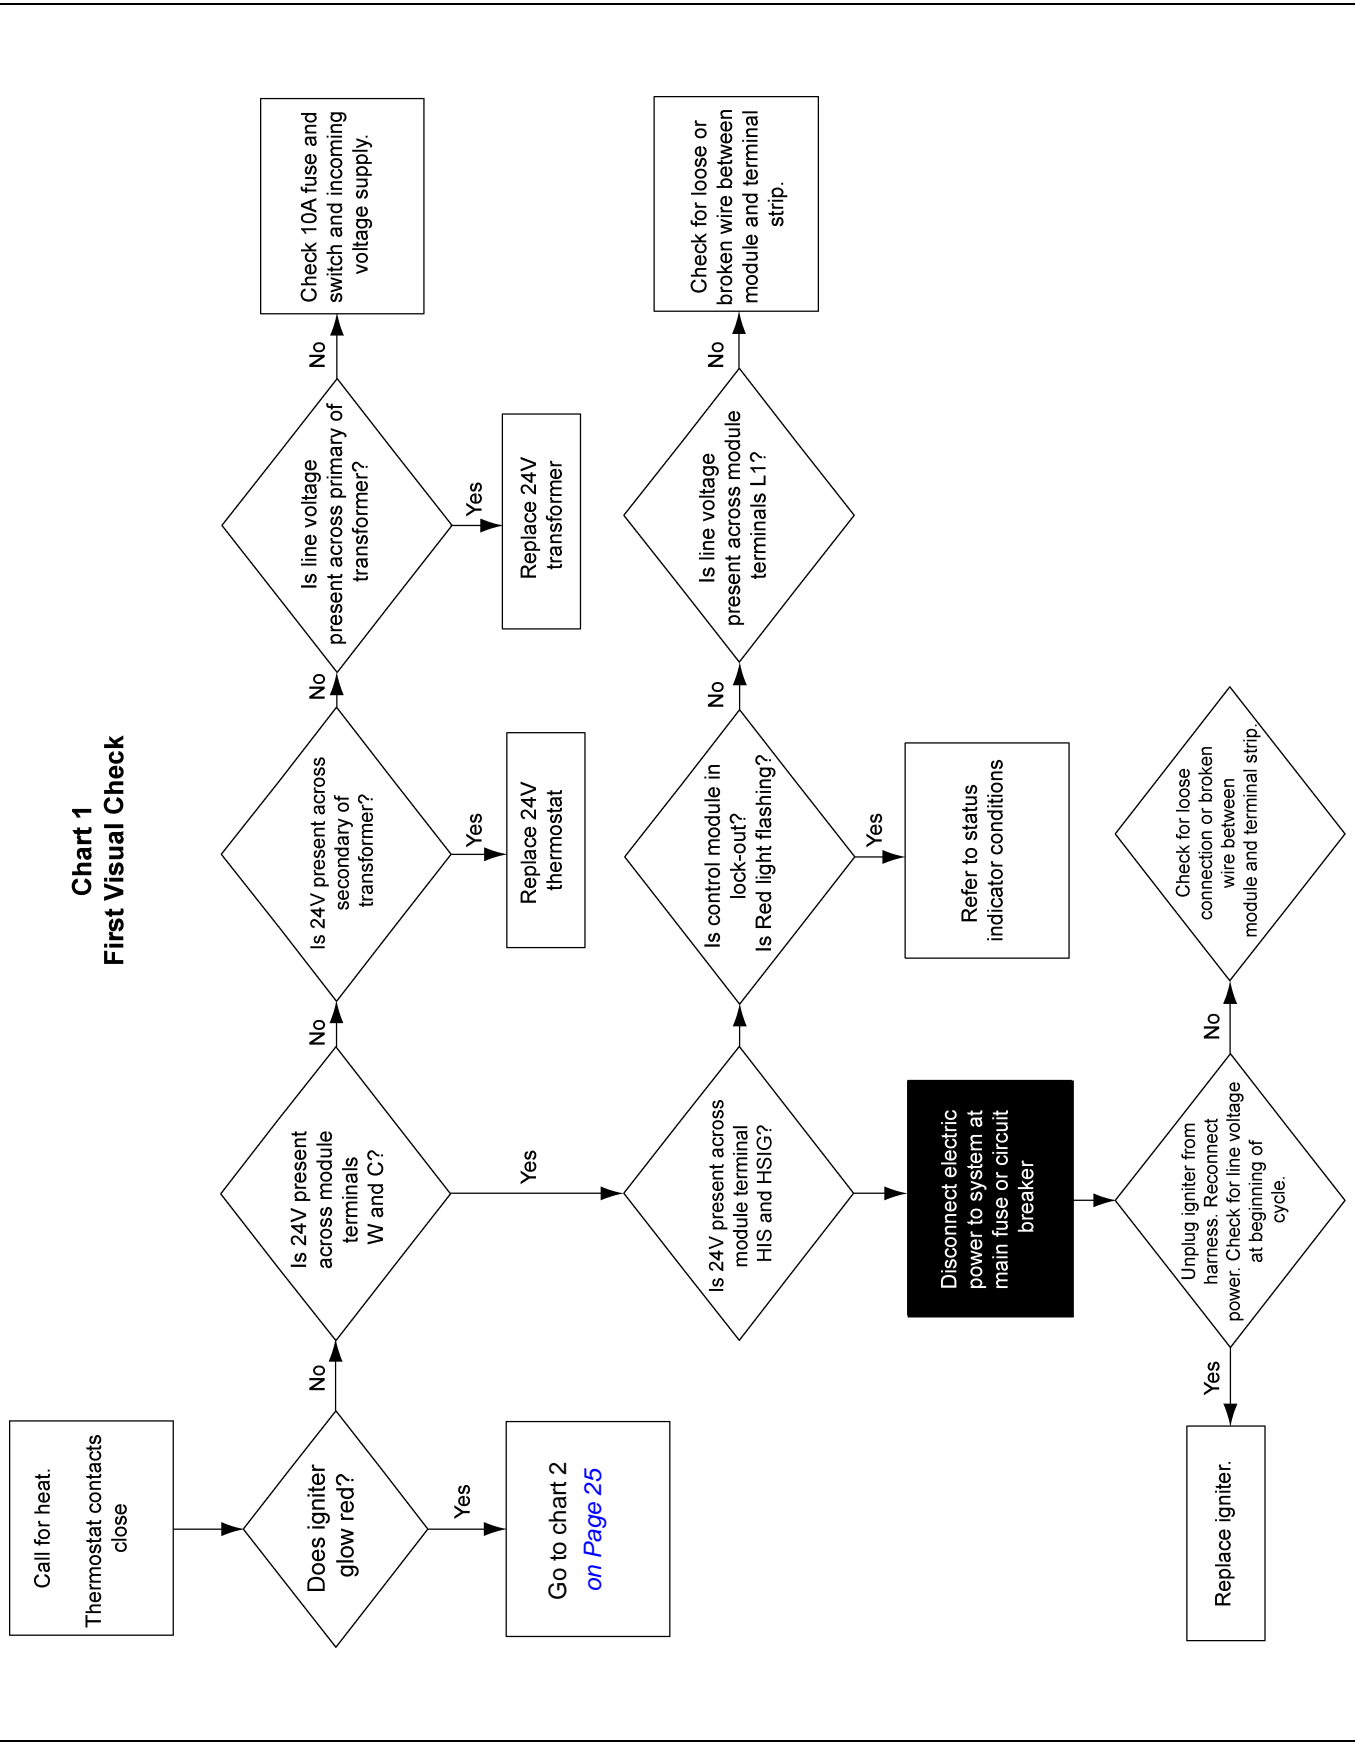 Chart 1
First Visual Check
Call for heat.
Thermostat contacts
close
Does igniter
glow red?
No
Yes
Go to chart 2
on Page 25
Is 24V present
across module
terminals
W and C?
No
Yes
Is 24V present across
secondary of
transformer?
No
Yes
Replace 24V
thermostat
Is line voltage
present across primary of
transformer?
No
Yes
Replace 24V
transformer
Check 10A fuse and
switch and incoming
voltage supply.
Is 24V present across
module terminal
HIS and HSIG?
Is control module in
lock-out?
Is Red light flashing?
No
Yes
Refer to status
indicator conditions
Is line voltage
present across module
terminals L1?
No
Check for loose or
broken wire between
module and terminal
strip.
Disconnect electric
power to system at
main fuse or circuit
breaker
Unplug igniter from
harness. Reconnect
power. Check for line voltage
at beginning of
cycle.
Yes
Replace igniter.
No
Check for loose
connection or broken
wire between
module and terminal strip.